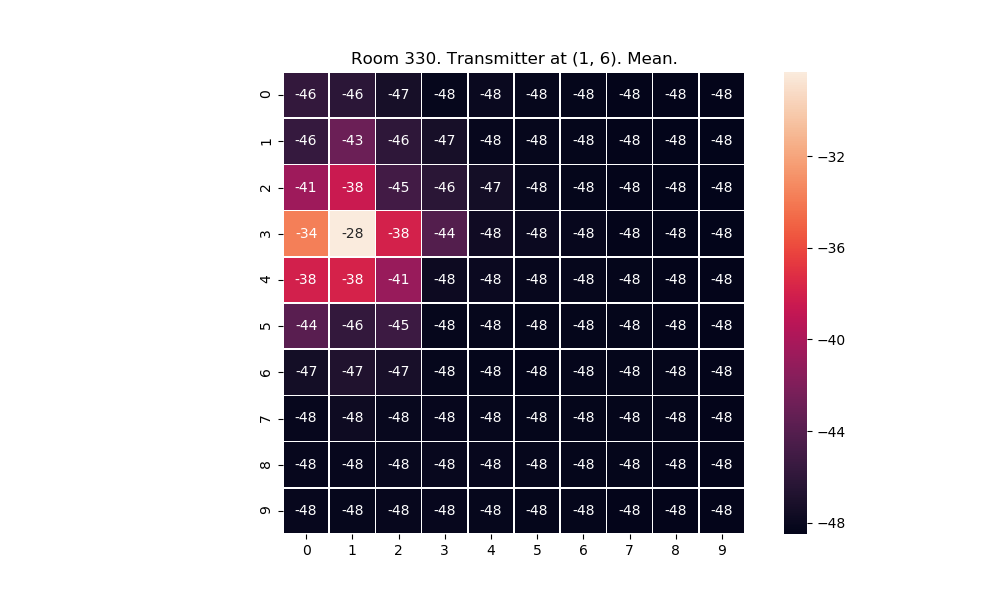 Room 330. Transmitter at (1, 6). Mean.
0 -46 -46 -47 -48 -48 -48 -48 -48 -48 -48
1 -46 -43 -46 -47 -48 -48 -48 -48 -48 -48
−32
2 -41 -38 -45 -46 -47 -48 -48 -48 -48 -48
3 -34 -28 -38 -44 -48 -48 -48 -48 -48 -48
−36
4 -38 -38 -41 -48 -48 -48 -48 -48 -48 -48
5 -44 -46 -45 -48 -48 -48 -48 -48 -48 -48
−40
6 -47 -47 -47 -48 -48 -48 -48 -48 -48 -48
7 -48 -48 -48 -48 -48 -48 -48 -48 -48 -48
−44
8 -48 -48 -48 -48 -48 -48 -48 -48 -48 -48
9 -48 -48 -48 -48 -48 -48 -48 -48 -48 -48
−48
0 1 2 3 4 5 6 7 8 9